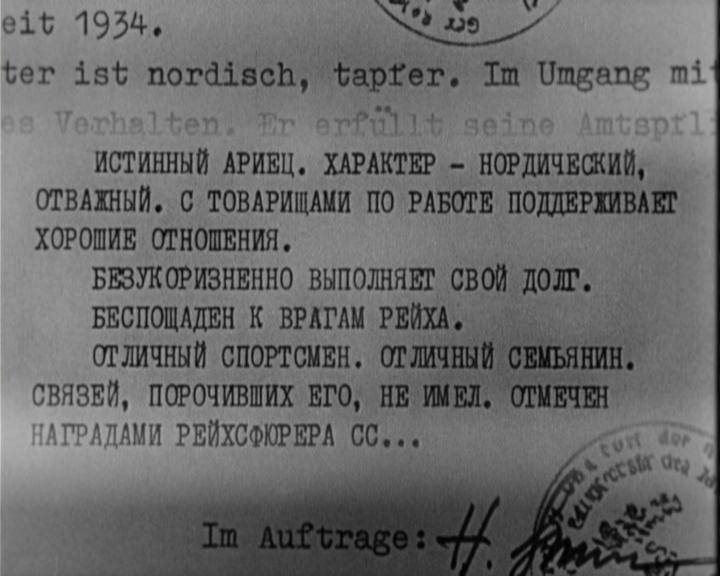 eit 1934.
ter ist nordisch, tapfer. Im Umgang mit
es Verhalten. Er erfüllt seine Amtspfli
ИСТИННЫЙ АРИЕЦ. ХАРАКТЕР - НОРДИЧЕСКИЙ,
ОТВАЖНЫЙ. С ТОВАРИЩАМИ ПО РАБОТЕ ПОДДЕРЖИВАЕТ
ХОРОШИЕ ОТНОШЕНИЯ.
БЕЗУКОРИЗНЕННО ВЫПОЛНЯЕТ СВОЙ ДОЛГ.
БЕСПОЩАДЕН К ВРАГАМ РЕЙХА.
ОТЛИЧНЫЙ СПОРТСМЕН. ОТЛИЧНЫЙ СЕМЬЯНИН.
СВЯЗЕЙ, ПОРОЧИВШИХ ЕГО, НЕ ИМЕЛ. ОТМЕЧЕН
НАГРАДАМИ РЕЙХСФЮРЕРА СС...
Im Auftrage: H.